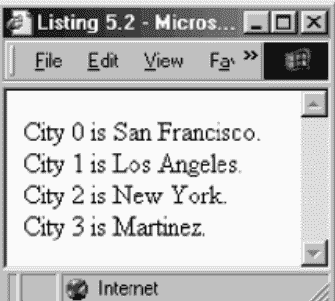 Listing 5.2 - Micros...
File Edit View Fa »
City 0 is San Francisco.
City 1 is Los Angeles.
City 2 is New York.
City 3 is Martinez.
Internet